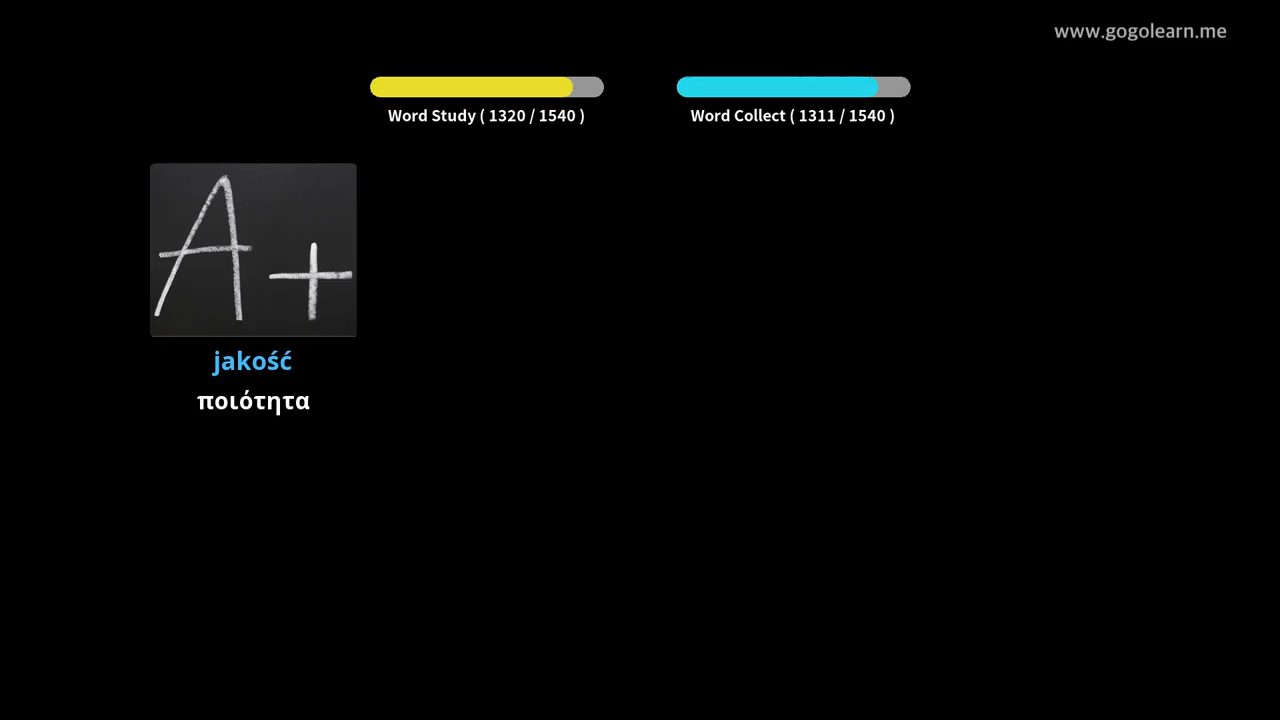 www.gogolearn.me
Word Study ( 1320 / 1540 )
Word Collect ( 1311 / 1540 )
A+
jakość
ποιότητα